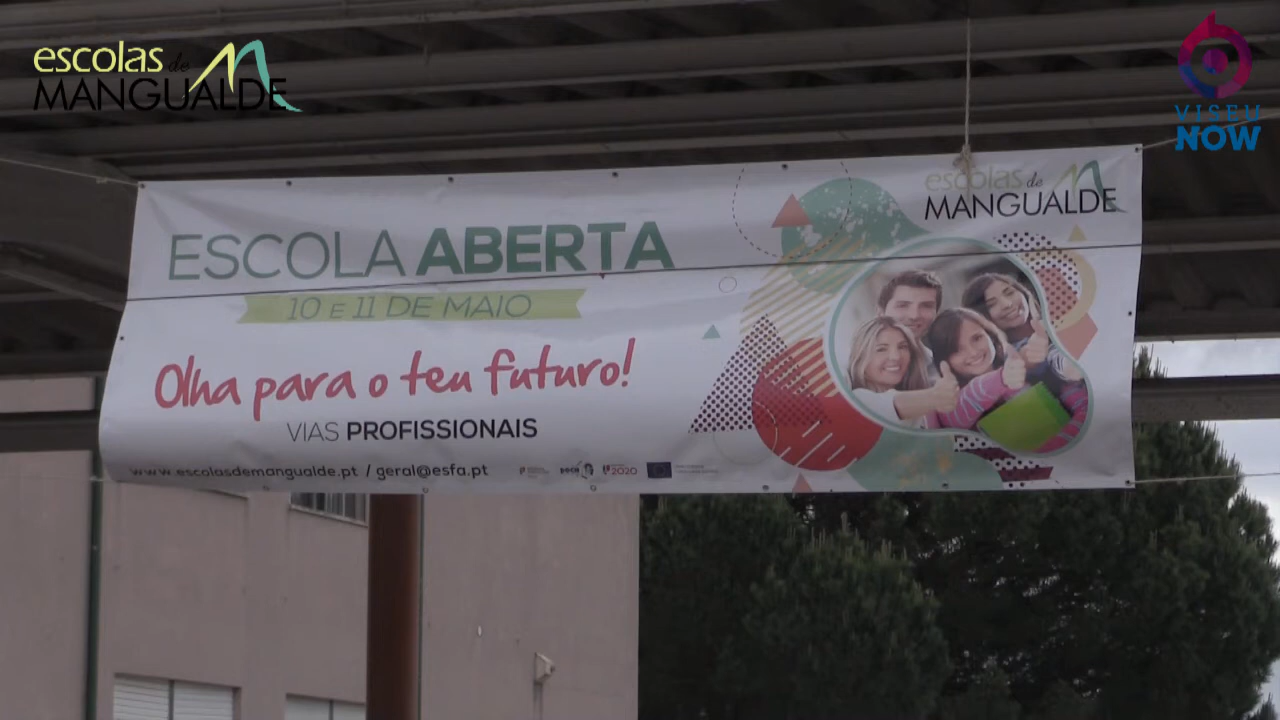 escolas de
MANGUALDE
VISEU
NOW
escolas de
MANGUALDE
ESCOLA ABERTA
10 E 11 DE MAIO
Olha para o teu futuro!
VIAS PROFISSIONAIS
www.escolasdemangualde.pt / geral@esfa.pt
POCH
2020